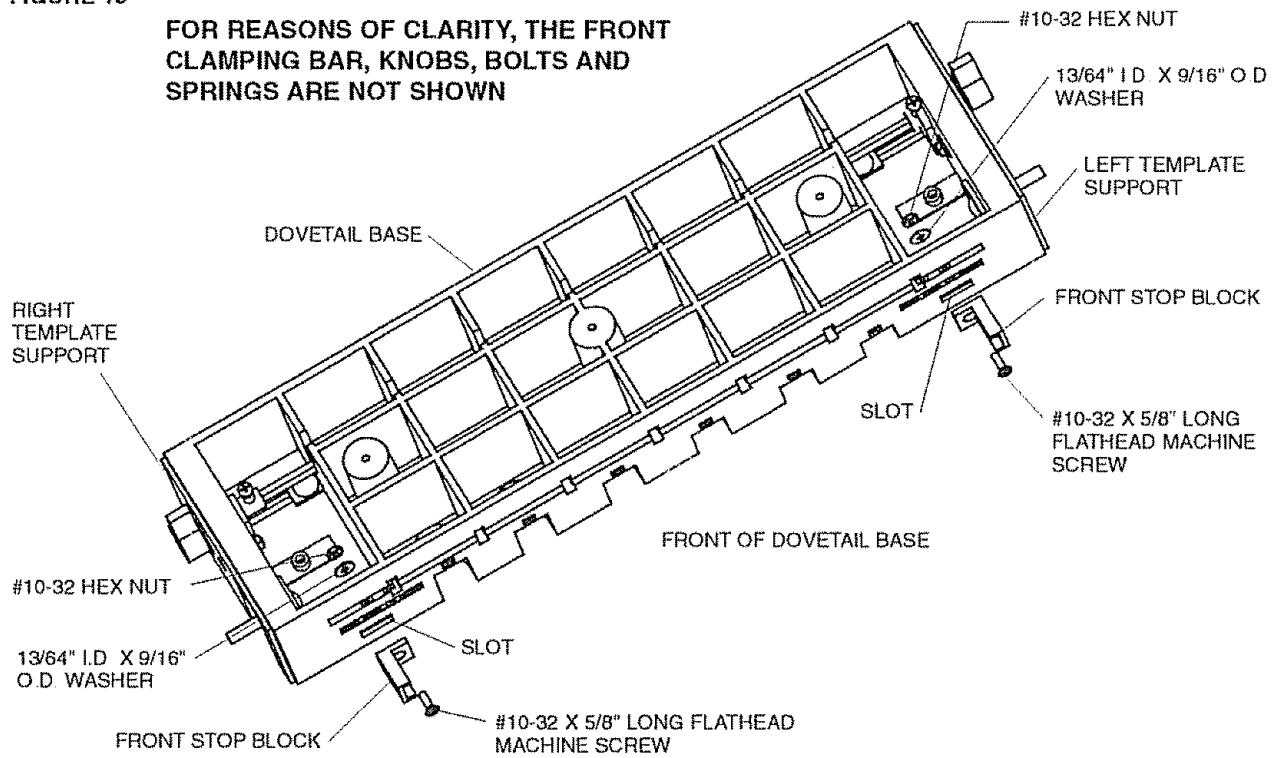 FOR REASONS OF CLARITY, THE FRONT
CLAMPING BAR, KNOBS, BOLTS AND
SPRINGS ARE NOT SHOWN
#10-32 HEX NUT
13/64" I.D. X 9/16" O.D
WASHER
LEFT TEMPLATE
SUPPORT
DOVETAIL BASE
FRONT STOP BLOCK
RIGHT
TEMPLATE
SUPPORT
SLOT
#10-32 X 5/8" LONG
FLATHEAD MACHINE
SCREW
FRONT OF DOVETAIL BASE
#10-32 HEX NUT
SLOT
13/64" I.D. X 9/16"
O.D. WASHER
#10-32 X 5/8" LONG FLATHEAD
MACHINE SCREW
FRONT STOP BLOCK